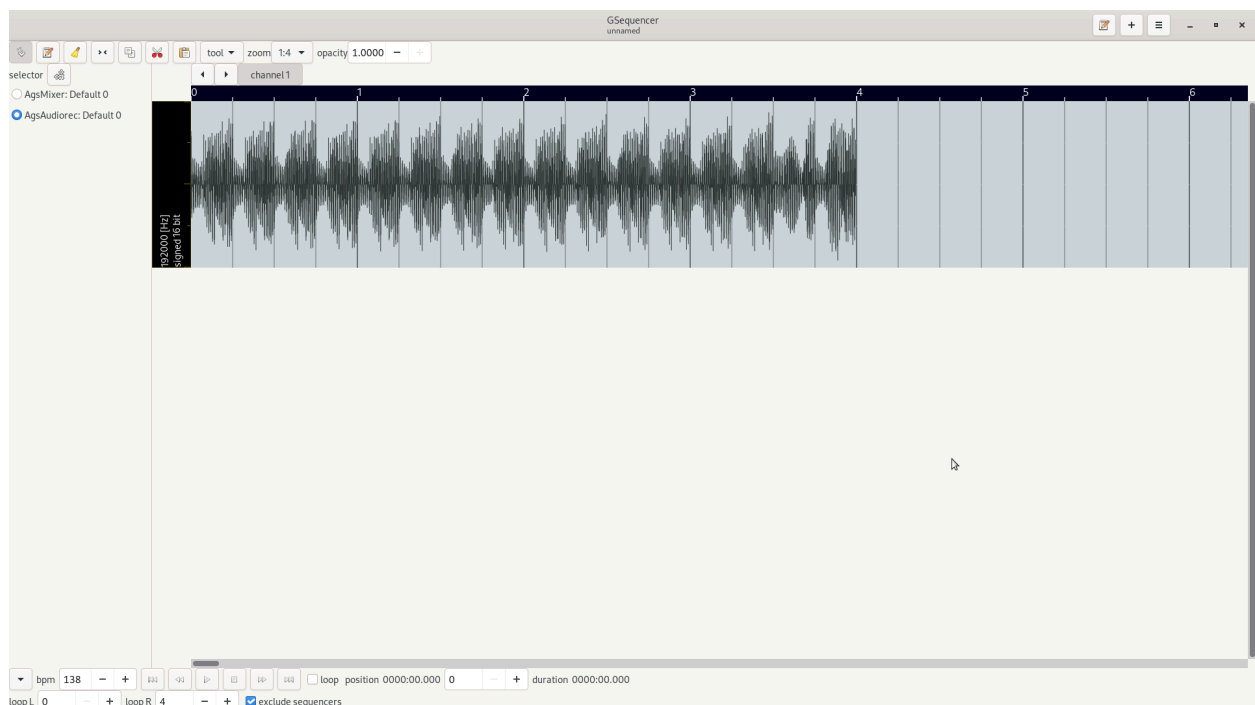 GSequencer
unnamed
tool zoom 1:4 opacity 1.0000
selector channel 1
0 1 2 3 4 5 6
AgsMixer: Default 0
AgsAudiorec: Default 0
192000 [Hz]
signed 16 bit
bpm 138 loop position 0000:00.000 0 duration 0000:00.000
loop L 0 loop R 4 exclude sequencers